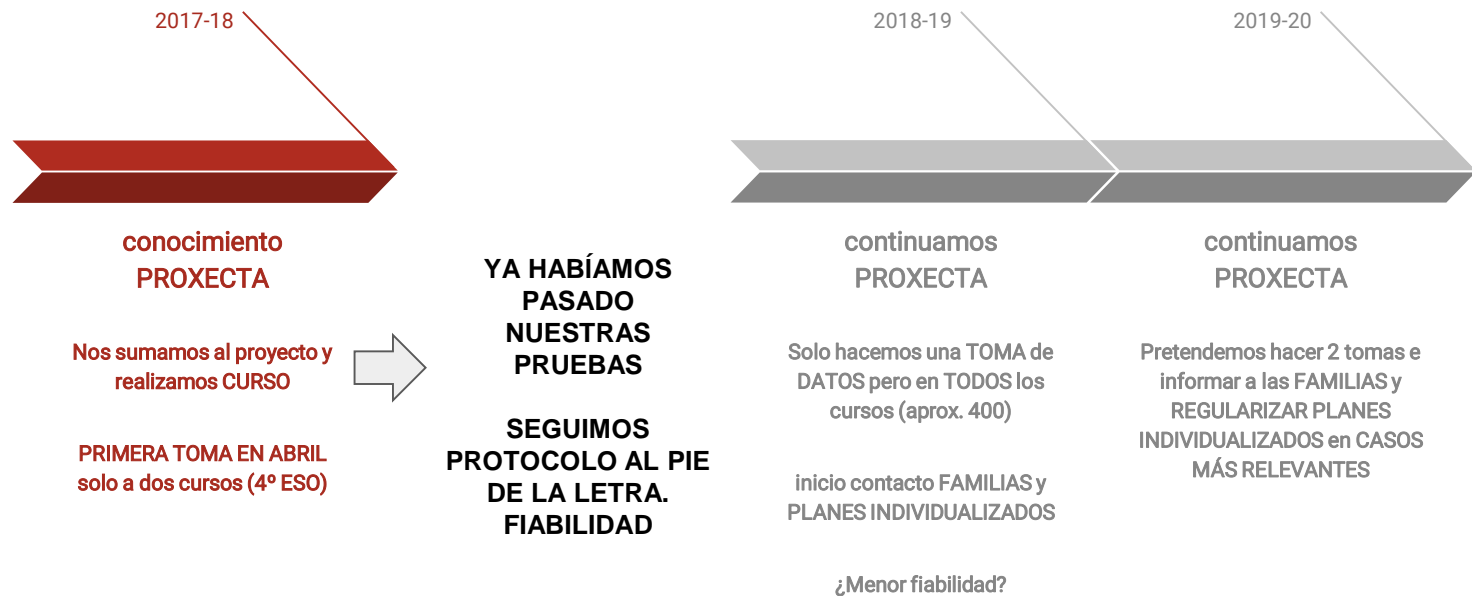 2017-18
conocimiento
PROXECTA
Nos sumamos al proyecto y
realizamos CURSO
PRIMERA TOMA EN ABRIL
solo a dos cursos (4º ESO)
YA HABÍAMOS
PASADO
NUESTRAS
PRUEBAS
SEGUIMOS
PROTOCOLO AL PIE
DE LA LETRA.
FIABILIDAD
2018-19
continuamos
PROXECTA
Solo hacemos una TOMA de
DATOS pero en TODOS los
cursos (aprox. 400)
inicio contacto FAMILIAS y
PLANES INDIVIDUALIZADOS
¿Menor fiabilidad?
2019-20
continuamos
PROXECTA
Pretendemos hacer 2 tomas e
informar a las FAMILIAS y
REGULARIZAR PLANES
INDIVIDUALIZADOS en CASOS
MÁS RELEVANTES